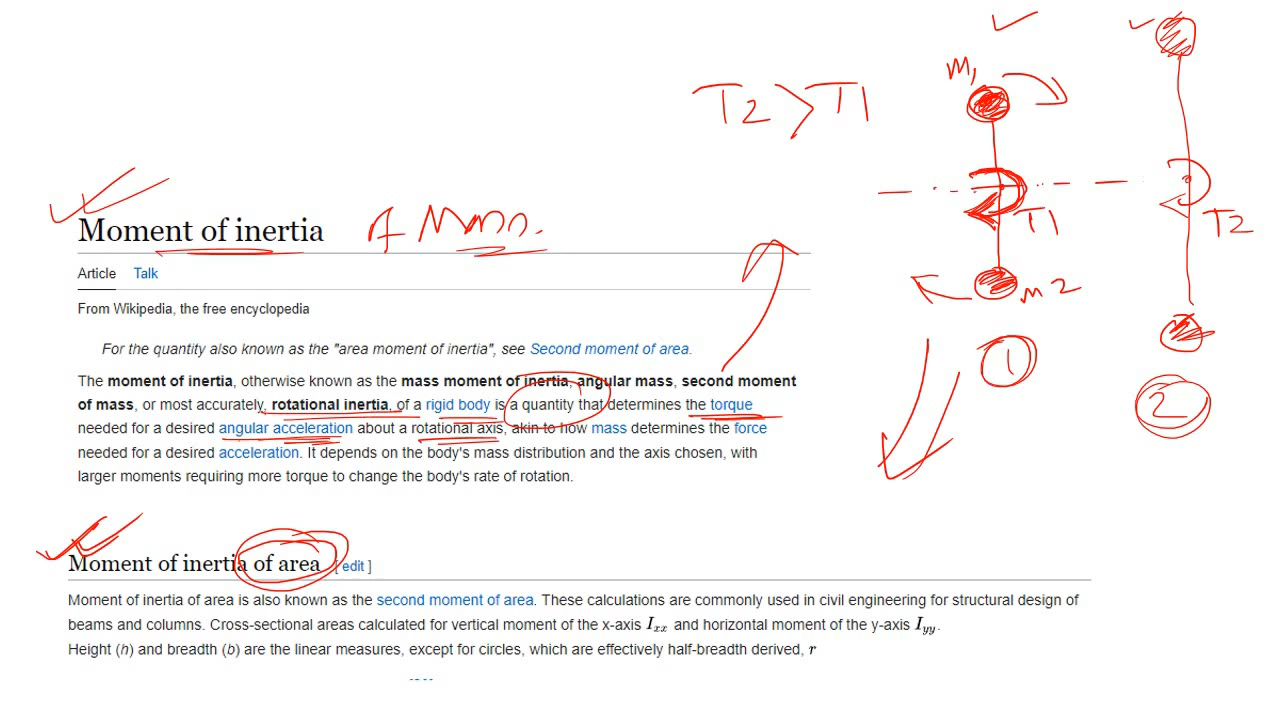 T2 > T1
M1
Moment of inertia
T1
T2
Article Talk
From Wikipedia, the free encyclopedia
m2
For the quantity also known as the "area moment of inertia", see Second moment of area.
1
The moment of inertia, otherwise known as the mass moment of inertia, angular mass, second moment
of mass, or most accurately, rotational inertia, of a rigid body is a quantity that determines the torque
2
needed for a desired angular acceleration about a rotational axis, akin to how mass determines the force
needed for a desired acceleration. It depends on the body's mass distribution and the axis chosen, with
larger moments requiring more torque to change the body's rate of rotation.
Moment of inertia of area [ edit ]
Moment of inertia of area is also known as the second moment of area. These calculations are commonly used in civil engineering for structural design of
beams and columns. Cross-sectional areas calculated for vertical moment of the x-axis Ixx and horizontal moment of the y-axis Iyy.
Height (h) and breadth (b) are the linear measures, except for circles, which are effectively half-breadth derived, r